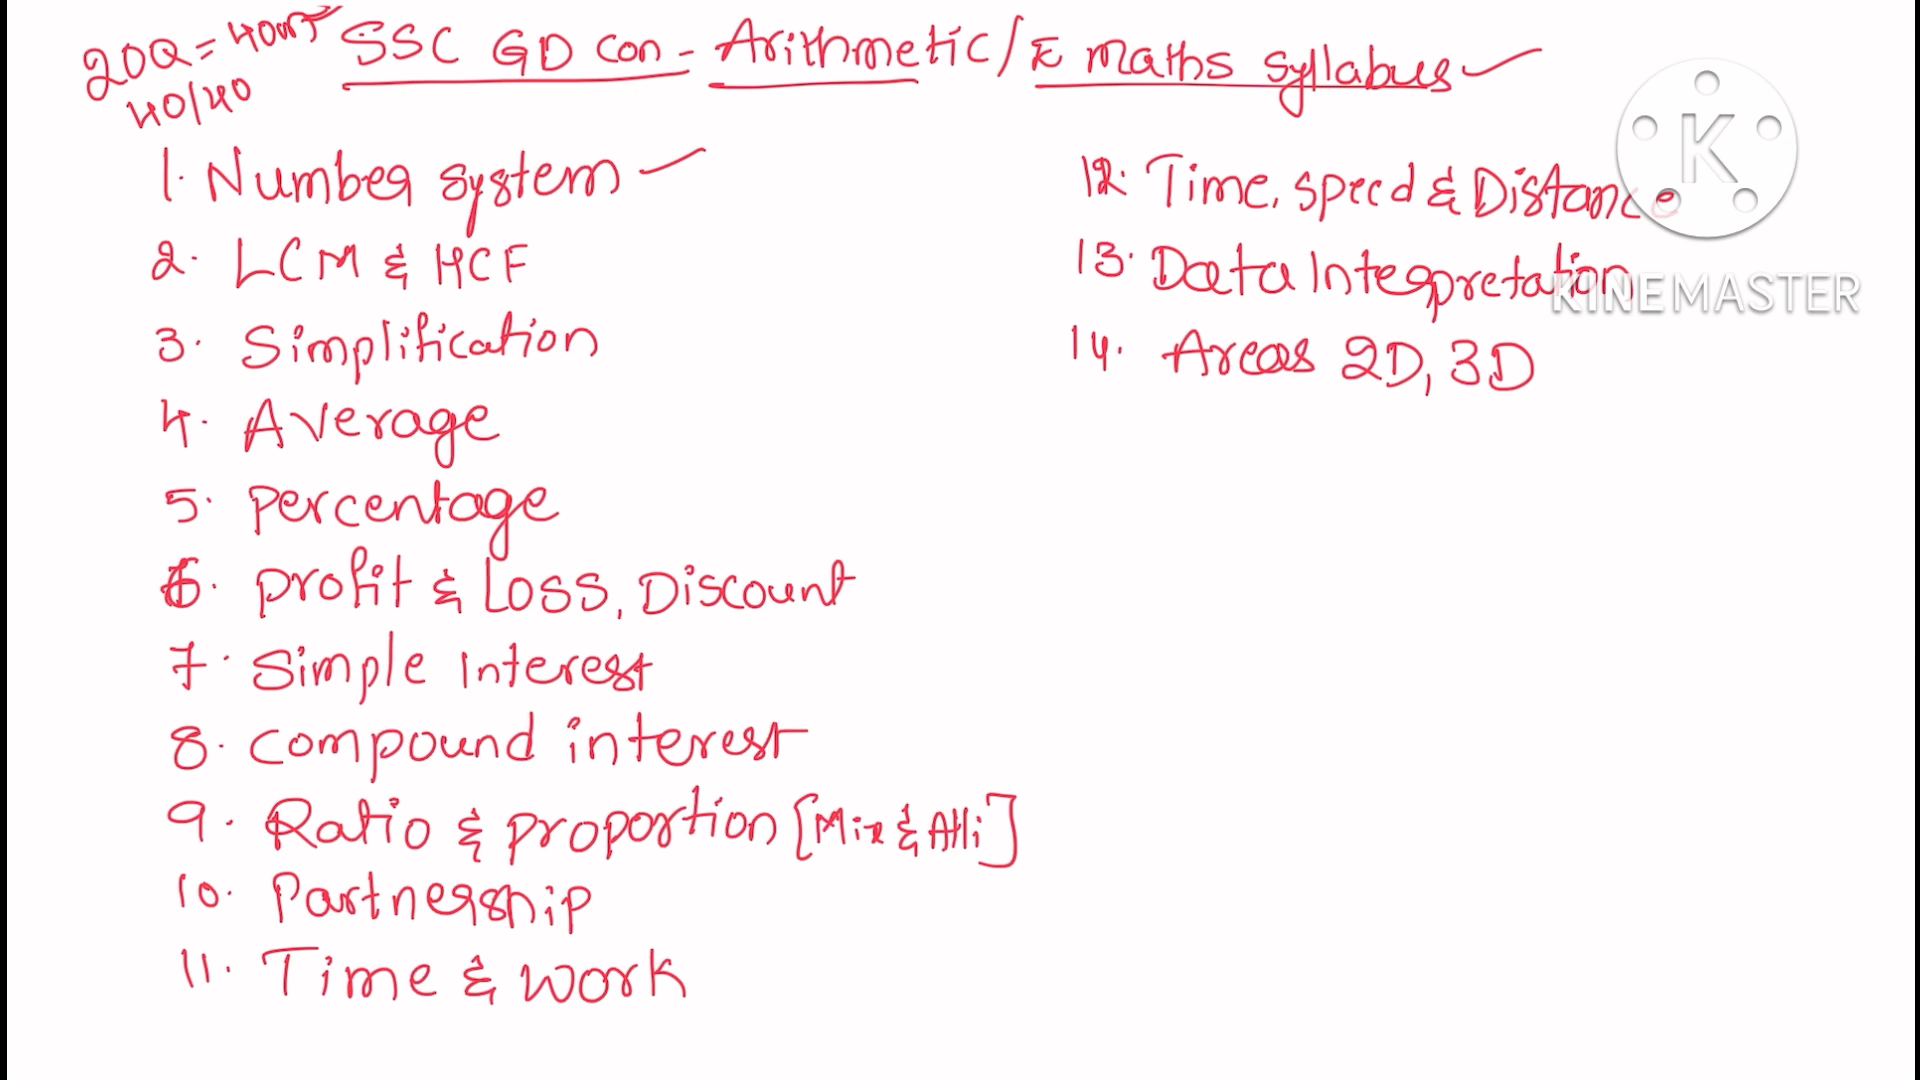 20Q = 40M
40/40
SSC GD Con - Arithmetic/E Maths Syllabus
1. Number system
2. LCM & HCF
3. Simplification
4. Average
5. Percentage
6. Profit & Loss, Discount
7. Simple Interest
8. Compound interest
9. Ratio & proportion [Mix & Alli]
10. Partnership
11. Time & Work
12. Time, Speed & Distance
13. Data Interpretation
14. Areas 2D, 3D
K
KINEMASTER